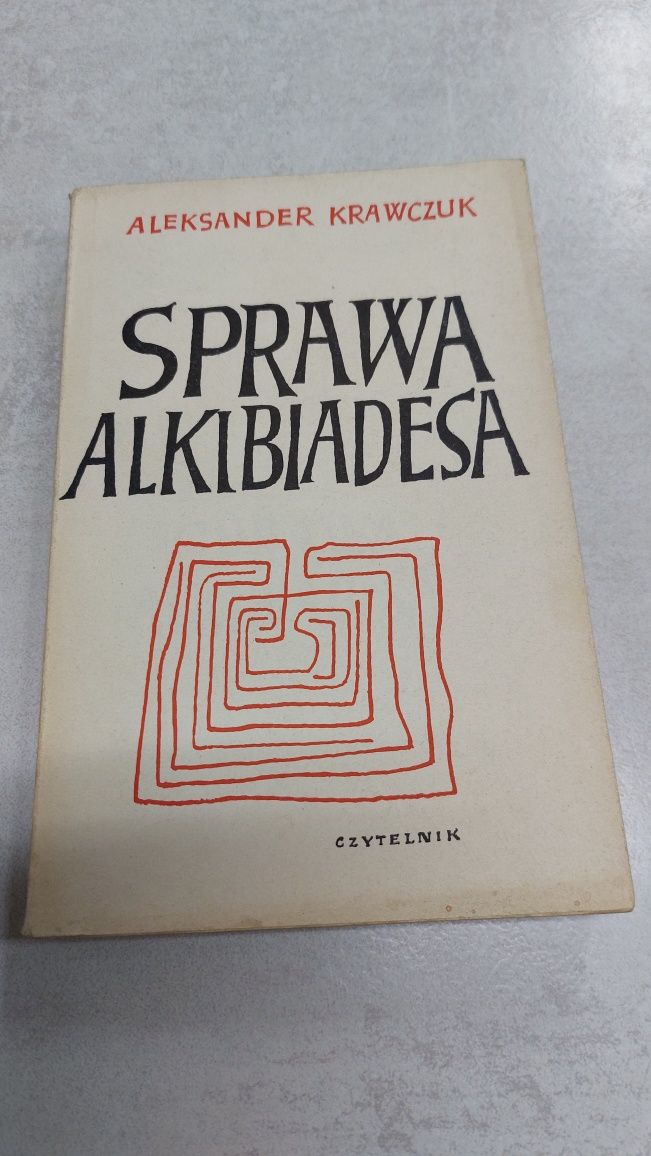 ALEKSANDER KRAWCZUK
SPRAWA
ALKIBIADESA
CZYTELNIK